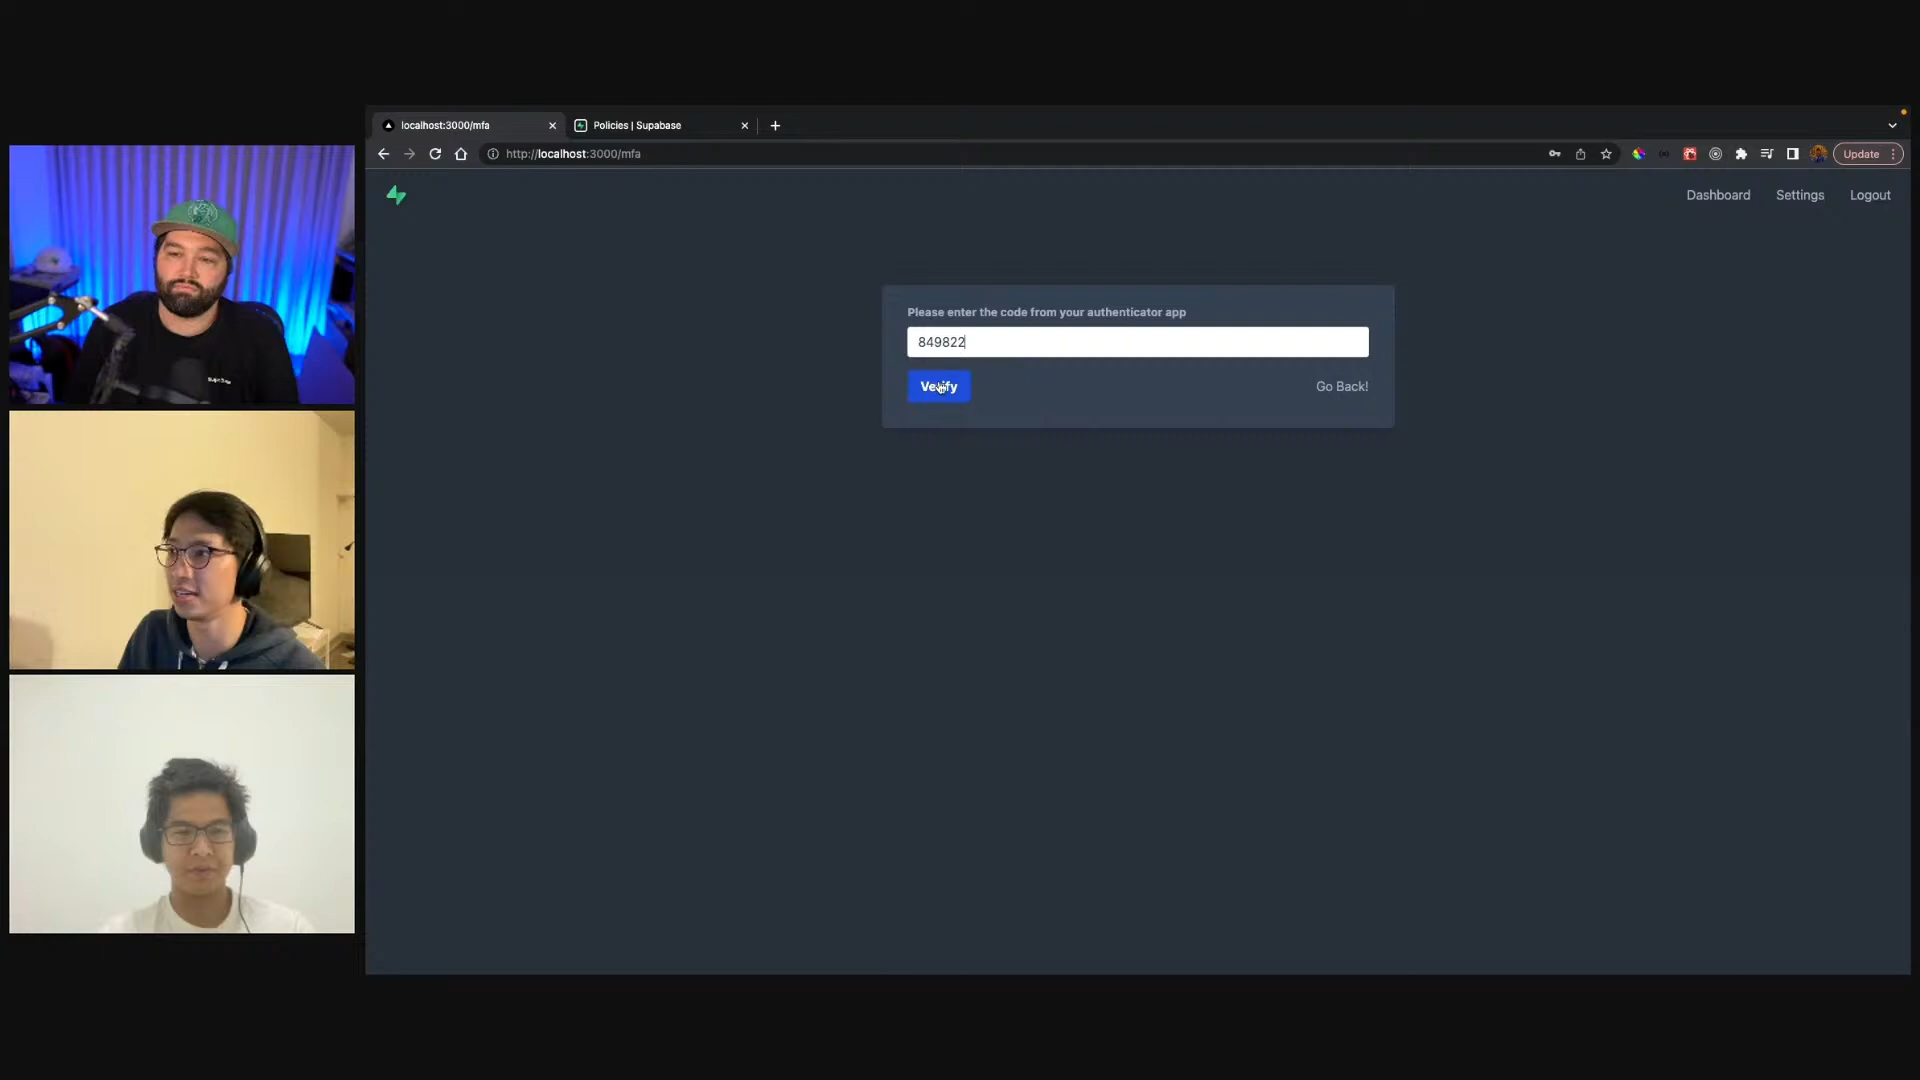 localhost:3000/mfa
Policies | Supabase
http://localhost:3000/mfa
Update
Dashboard
Settings
Logout
Please enter the code from your authenticator app
849822
Verify
Go Back!